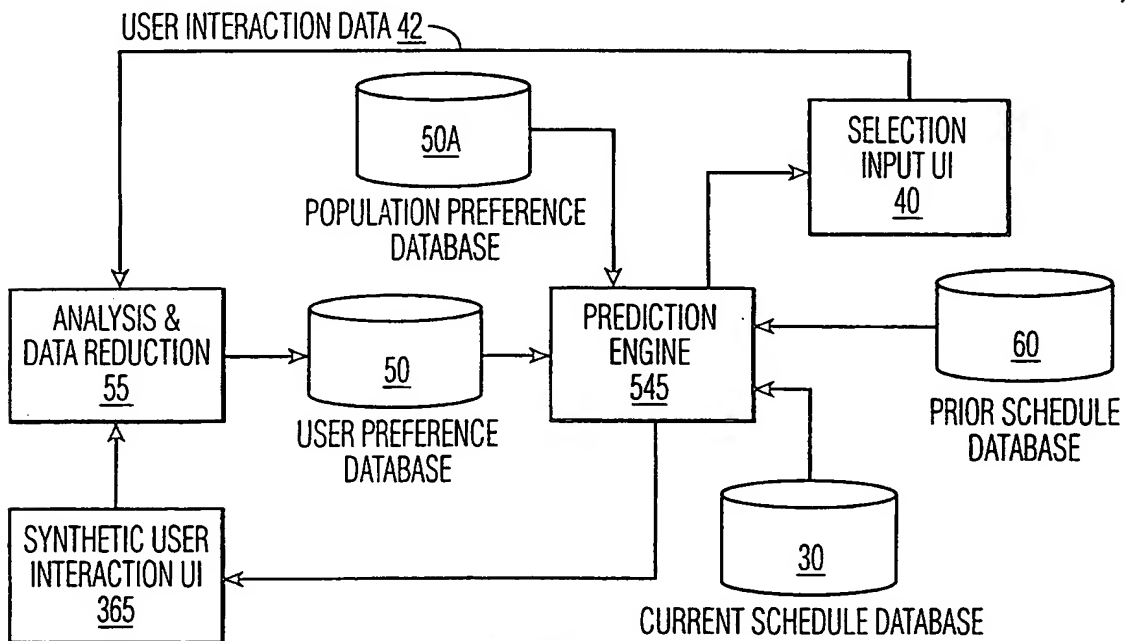 USER INTERACTION DATA 42
50A
POPULATION PREFERENCE
DATABASE
SELECTION
INPUT UI
40
ANALYSIS &
DATA REDUCTION
55
50
USER PREFERENCE
DATABASE
PREDICTION
ENGINE
545
60
PRIOR SCHEDULE
DATABASE
SYNTHETIC USER
INTERACTION UI
365
30
CURRENT SCHEDULE DATABASE